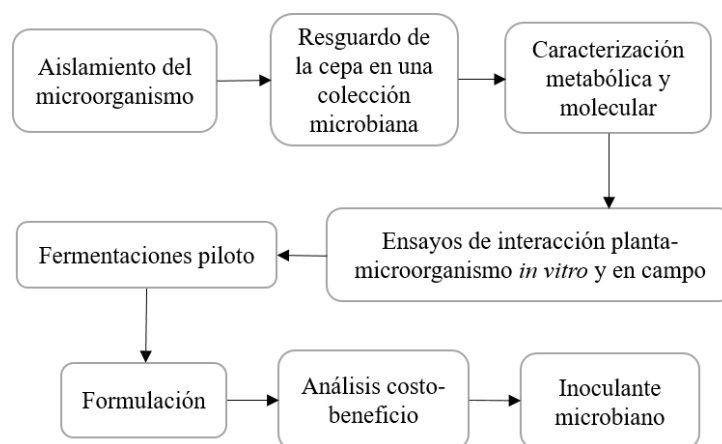 Aislamiento del
microorganismo
Resguardo de
la cepa en una
colección
microbiana
Caracterización
metabólica y
molecular
Ensayos de interacción planta-
microorganismo in vitro y en campo
Fermentaciones piloto
Formulación
Análisis costo-
beneficio
Inoculante
microbiano